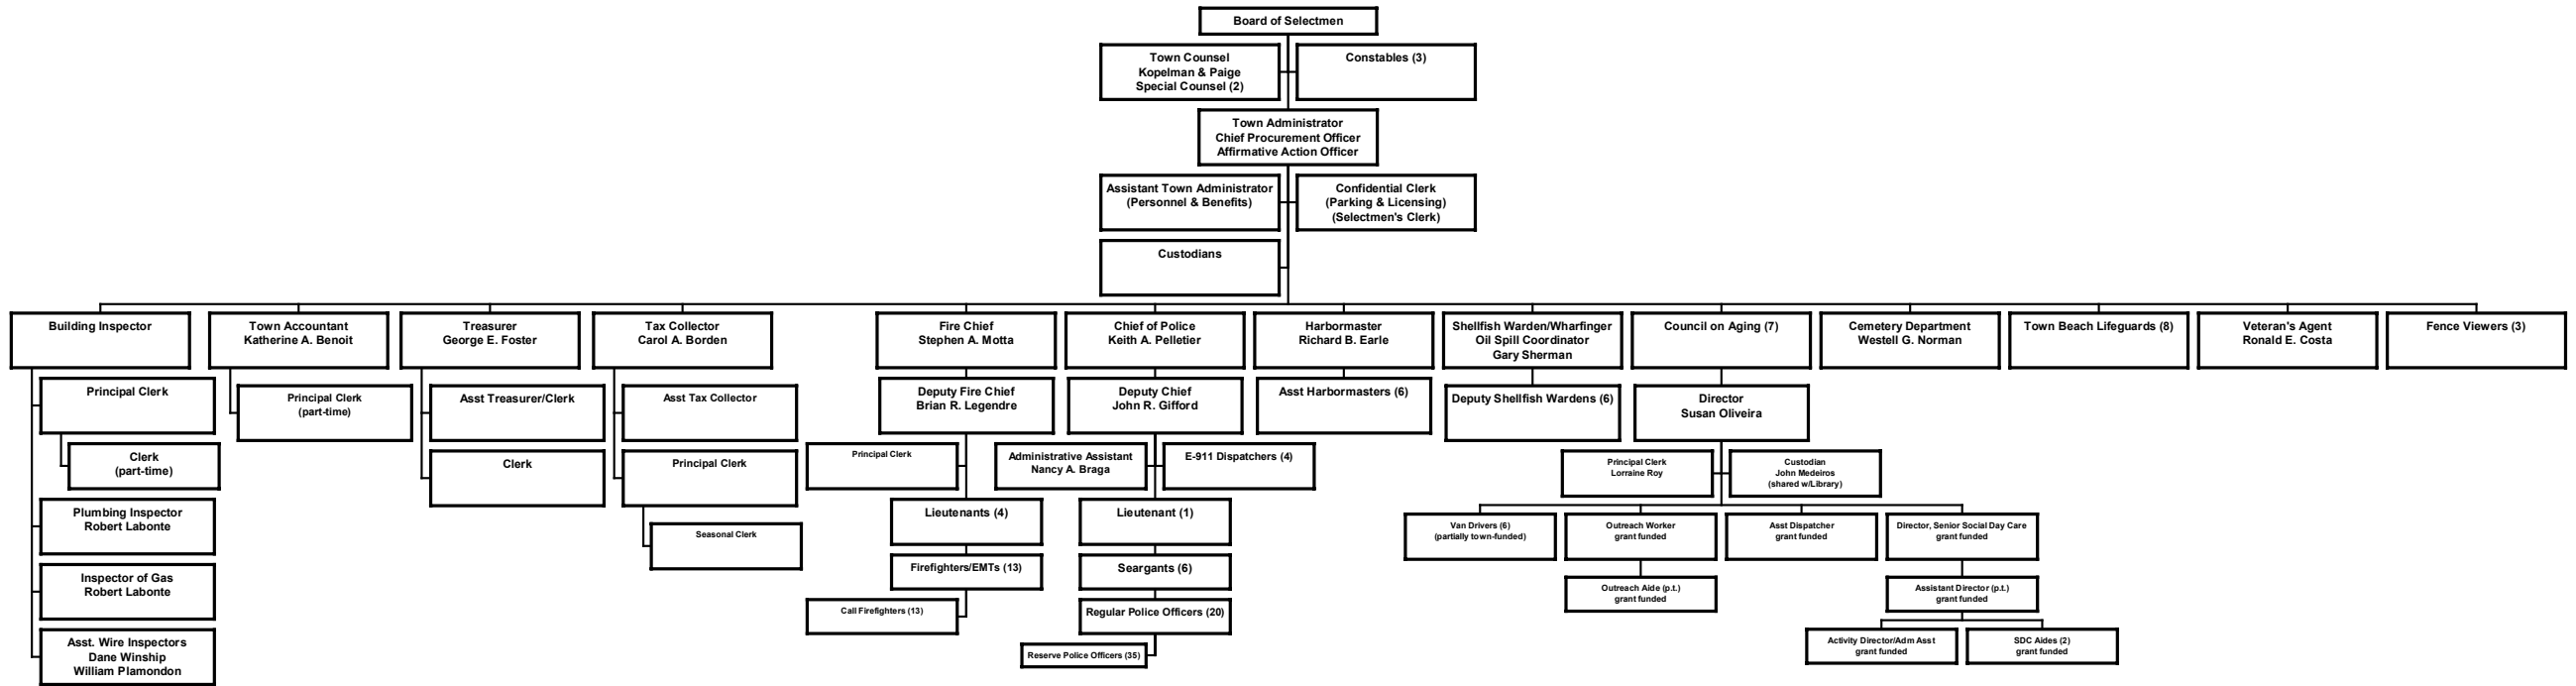 Board of Selectmen
Town Counsel
Kopelman & Paige
Special Counsel (2)
Constables (3)
Town Administrator
Chief Procurement Officer
Affirmative Action Officer
Assistant Town Administrator
(Personnel & Benefits)
Confidential Clerk
(Parking & Licensing)
(Selectmen's Clerk)
Custodians
Building Inspector
Town Accountant
Katherine A. Benoit
Treasurer
George E. Foster
Tax Collector
Carol A. Borden
Fire Chief
Stephen A. Motta
Chief of Police
Keith A. Pelletier
Harbormaster
Richard B. Earle
Shellfish Warden/Wharfinger
Oil Spill Coordinator
Gary Sherman
Council on Aging (7)
Cemetery Department
Westell G. Norman
Town Beach Lifeguards (8)
Veteran's Agent
Ronald E. Costa
Fence Viewers (3)
Principal Clerk
Clerk
(part-time)
Plumbing Inspector
Robert Labonte
Inspector of Gas
Robert Labonte
Asst. Wire Inspectors
Dane Winship
William Plamondon
Principal Clerk
(part-time)
Asst Treasurer/Clerk
Clerk
Asst Tax Collector
Principal Clerk
Seasonal Clerk
Deputy Fire Chief
Brian R. Legendre
Principal Clerk
Lieutenants (4)
Firefighters/EMTs (13)
Call Firefighters (13)
Deputy Chief
John R. Gifford
Administrative Assistant
Nancy A. Braga
E-911 Dispatchers (4)
Lieutenant (1)
Seargants (6)
Regular Police Officers (20)
Reserve Police Officers (35)
Asst Harbormasters (6)
Deputy Shellfish Wardens (6)
Director
Susan Oliveira
Principal Clerk
Lorraine Roy
Custodian
John Medeiros
(shared w/Library)
Van Drivers (6)
(partially town-funded)
Outreach Worker
grant funded
Asst Dispatcher
grant funded
Director, Senior Social Day Care
grant funded
Outreach Aide (p.t.)
grant funded
Assistant Director (p.t.)
grant funded
Activity Director/Adm Asst
grant funded
SDC Aides (2)
grant funded